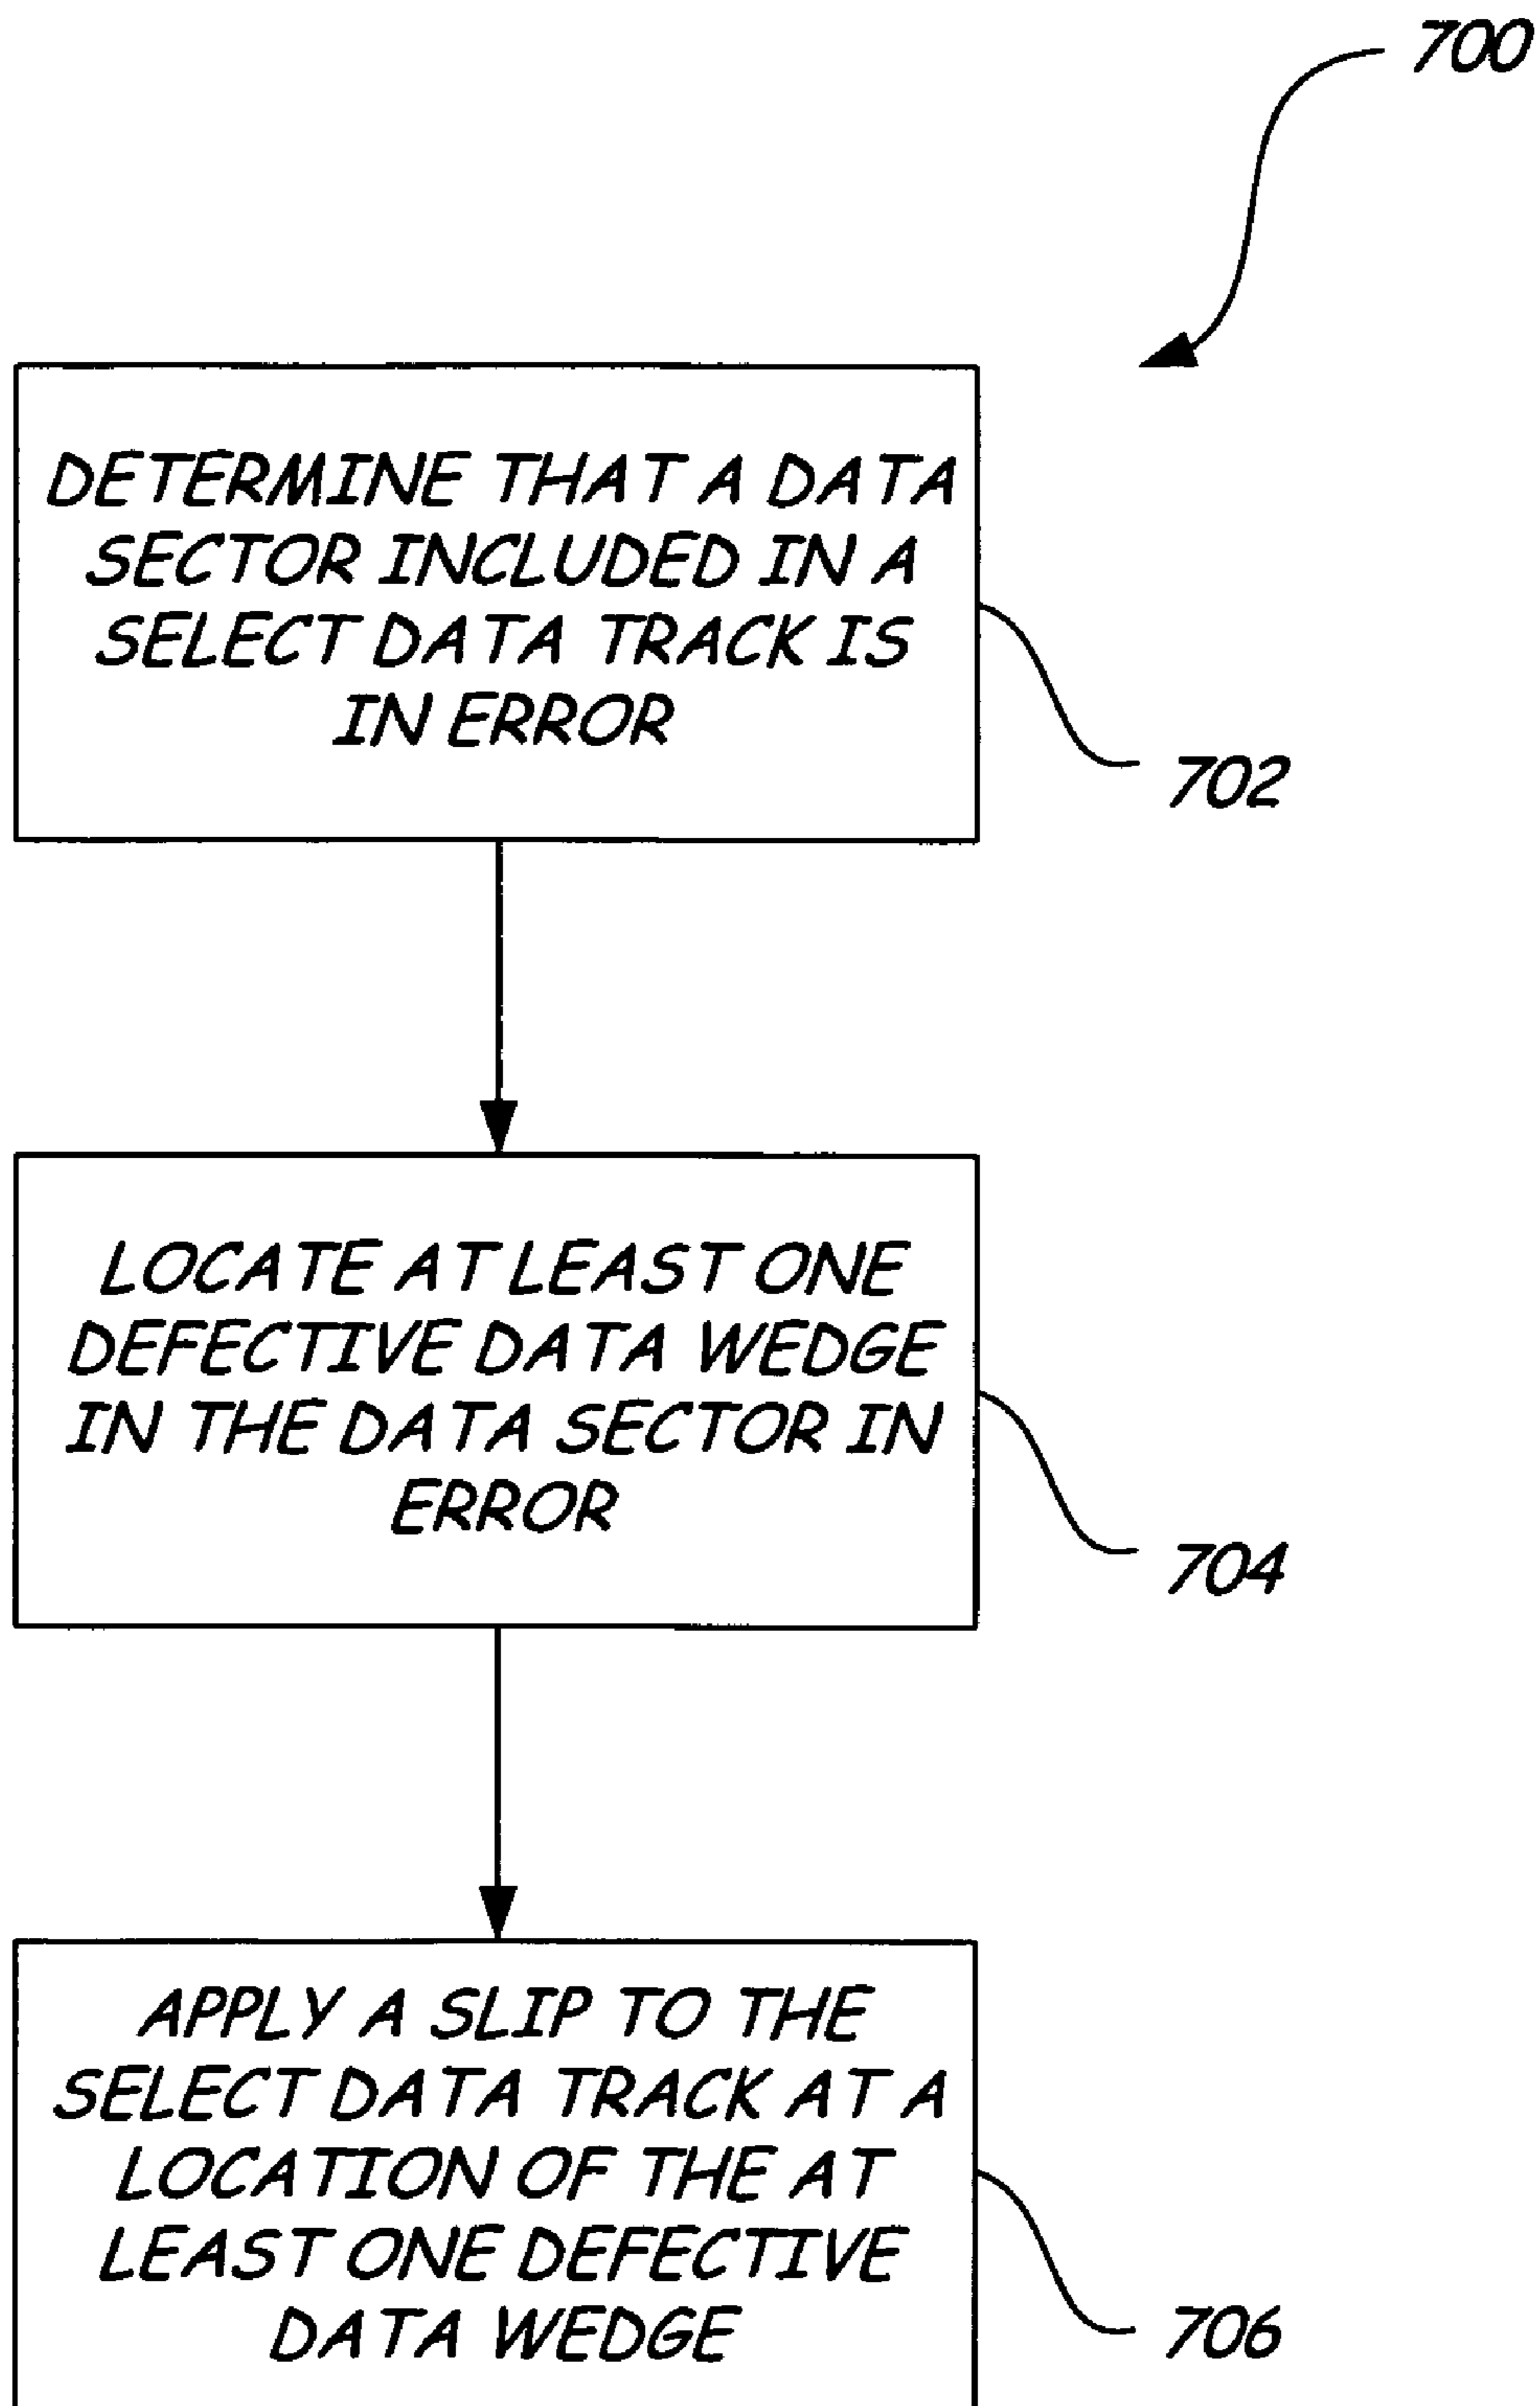 700
DETERMINE THAT A DATA
SECTOR INCLUDED IN A
SELECT DATA TRACK IS
IN ERROR
702
LOCATE AT LEAST ONE
DEFECTIVE DATA WEDGE
IN THE DATA SECTOR IN
ERROR
704
APPLY A SLIP TO THE
SELECT DATA TRACK AT A
LOCATION OF THE AT
LEAST ONE DEFECTIVE
DATA WEDGE
706